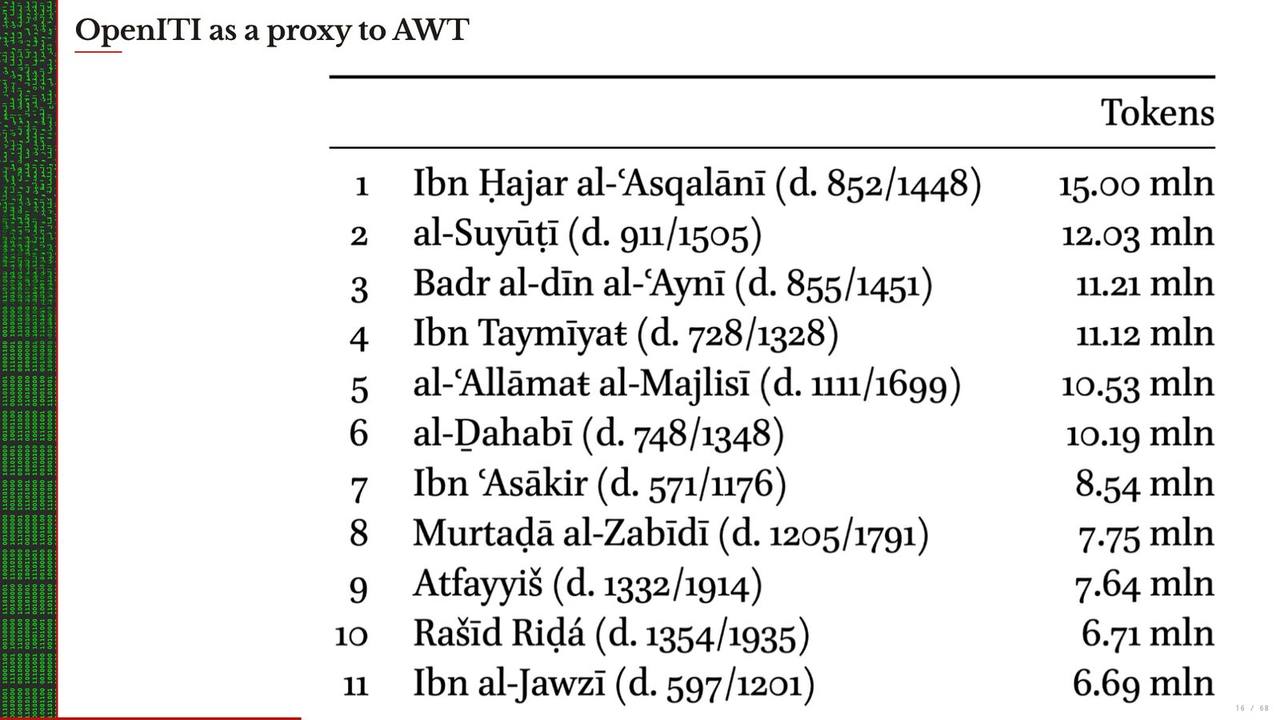 OpenITI as a proxy to AWT
Tokens
1 Ibn Ḥajar al-ʿAsqalānī (d. 852/1448) 15.00 mln
2 al-Suyūṭī (d. 911/1505) 12.03 mln
3 Badr al-dīn al-ʿAynī (d. 855/1451) 11.21 mln
4 Ibn Taymīyaŧ (d. 728/1328) 11.12 mln
5 al-ʿAllāmaŧ al-Majlisī (d. 1111/1699) 10.53 mln
6 al-Ḏahabī (d. 748/1348) 10.19 mln
7 Ibn ʿAsākir (d. 571/1176) 8.54 mln
8 Murtaḍā al-Zabīdī (d. 1205/1791) 7.75 mln
9 Atfayyiš (d. 1332/1914) 7.64 mln
10 Rašīd Riḍá (d. 1354/1935) 6.71 mln
11 Ibn al-Jawzī (d. 597/1201) 6.69 mln
16 / 68